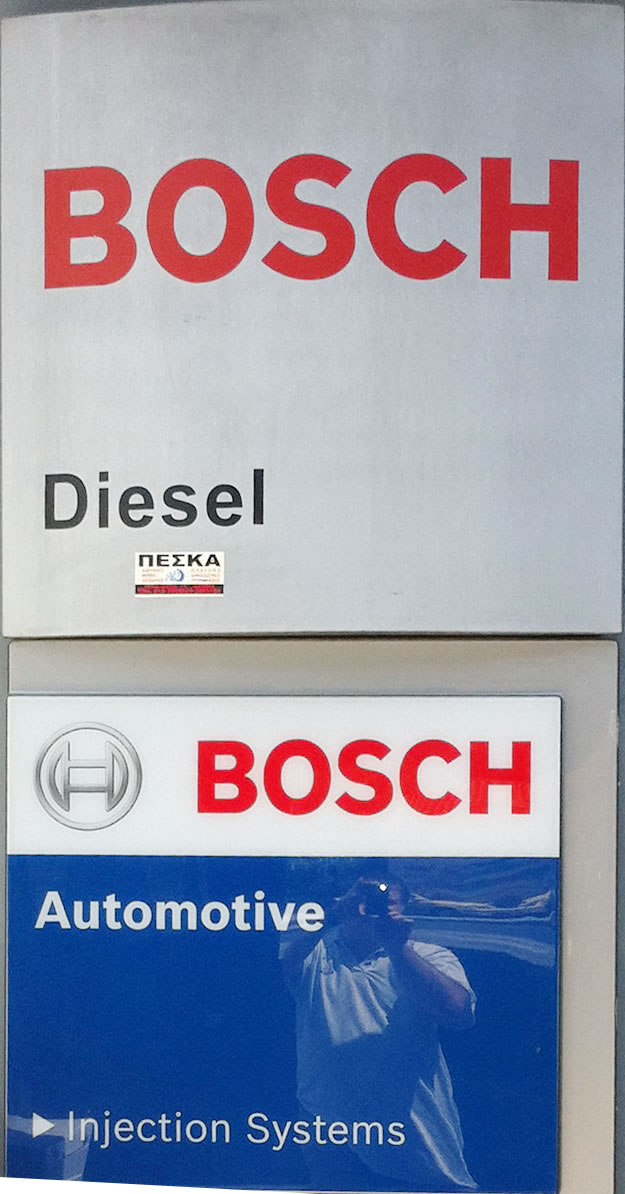 BOSCH
Diesel
ΠΕΣΚΑ
BOSCH
Automotive
Injection Systems